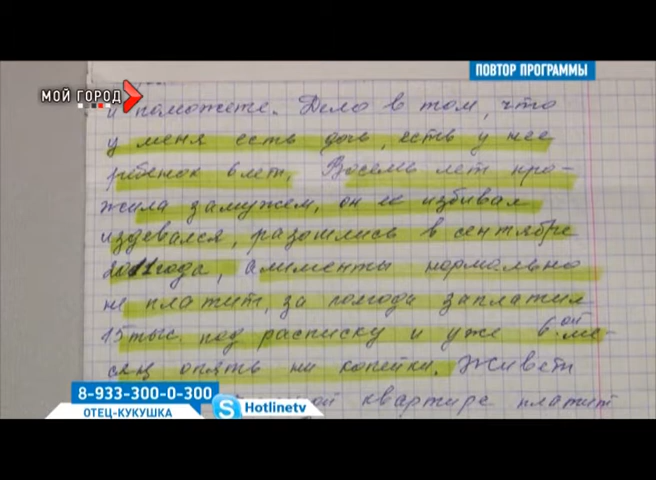 ПОВТОР ПРОГРАММЫ
МОЙ ГОРОД
и поможете. Дело в том, что
у меня есть дочь, есть у нее
ребенок 8 лет. Восемь лет про-
жила замужем, он ее избивал
издевался, разошлись в сентябре
2011 года, алименты нормально
не платит, за полгода заплатил
15 тыс. под расписку и уже 6-ой ме-
сяц опять ни копейки. Живет
квартире платит
8-933-300-0-300
ОТЕЦ-КУКУШКА
S Hotlinetv